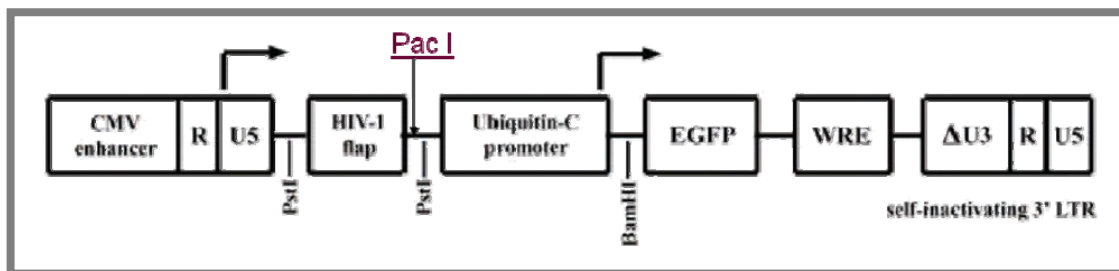 Pac I
CMV
enhancer
R
U5
HIV-1
flap
Ubiquitin-C
promoter
EGFP
WRE
ΔU3
R
U5
PstI
PstI
BamHI
self-inactivating 3' LTR